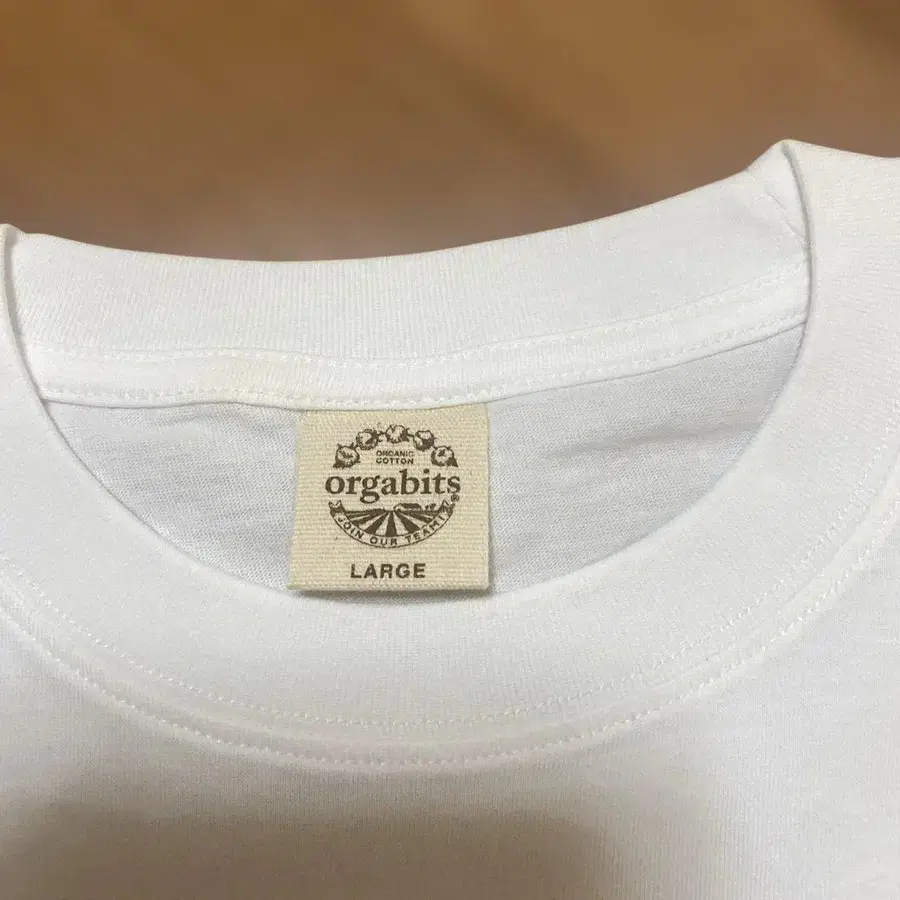 ORGANIC
COTTON
orgabits®
JOIN OUR TEAM!
LARGE